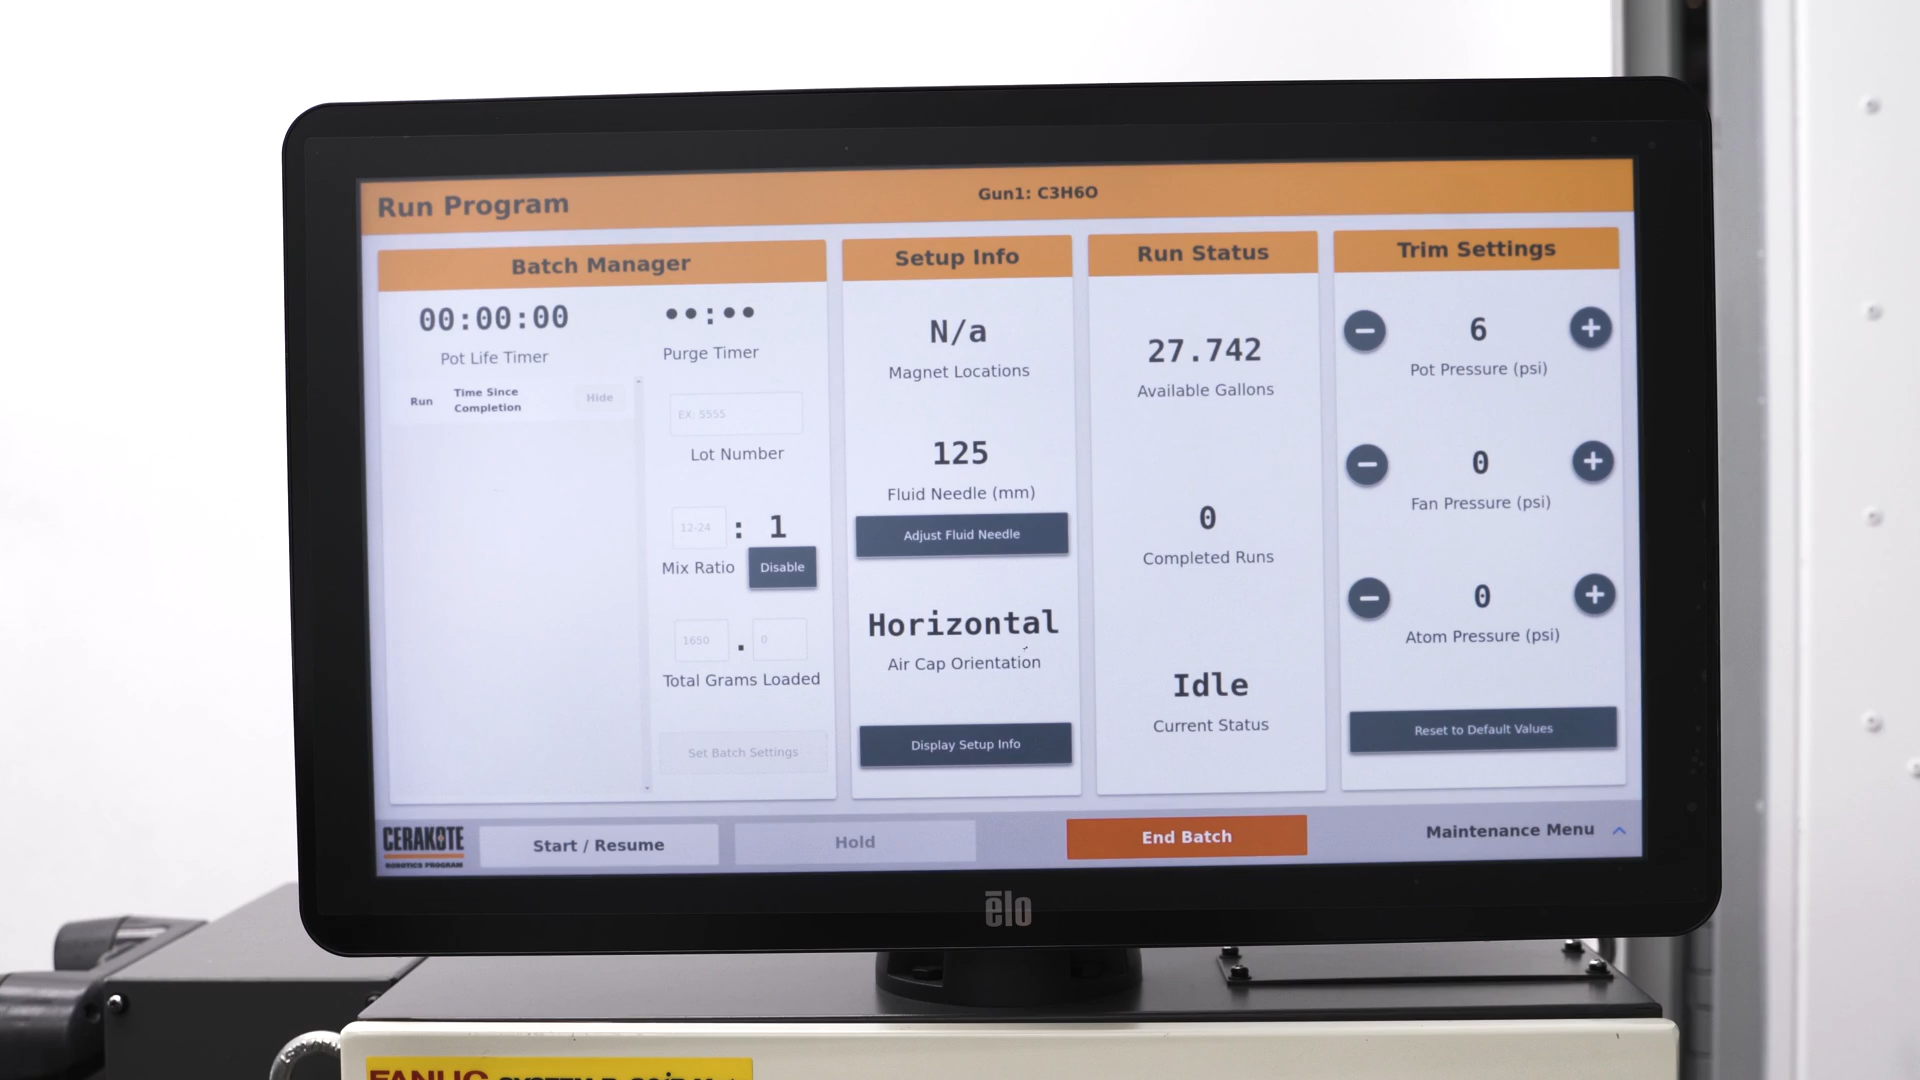 Run Program
Gun1: C3H6O
Batch Manager
00:00:00
Pot Life Timer
••:••
Purge Timer
Run
Time Since
Completion
Hide
EX: 5555
Lot Number
12-24 : 1
Mix Ratio
Disable
1650 . 0
Total Grams Loaded
Set Batch Settings
Setup Info
N/a
Magnet Locations
125
Fluid Needle (mm)
Adjust Fluid Needle
Horizontal
Air Cap Orientation
Display Setup Info
Run Status
27.742
Available Gallons
0
Completed Runs
Idle
Current Status
Trim Settings
− 6 +
Pot Pressure (psi)
− 0 +
Fan Pressure (psi)
− 0 +
Atom Pressure (psi)
Reset to Default Values
CERAKOTE
ROBOTICS PROGRAM
Start / Resume
Hold
End Batch
Maintenance Menu
elo
FANUC